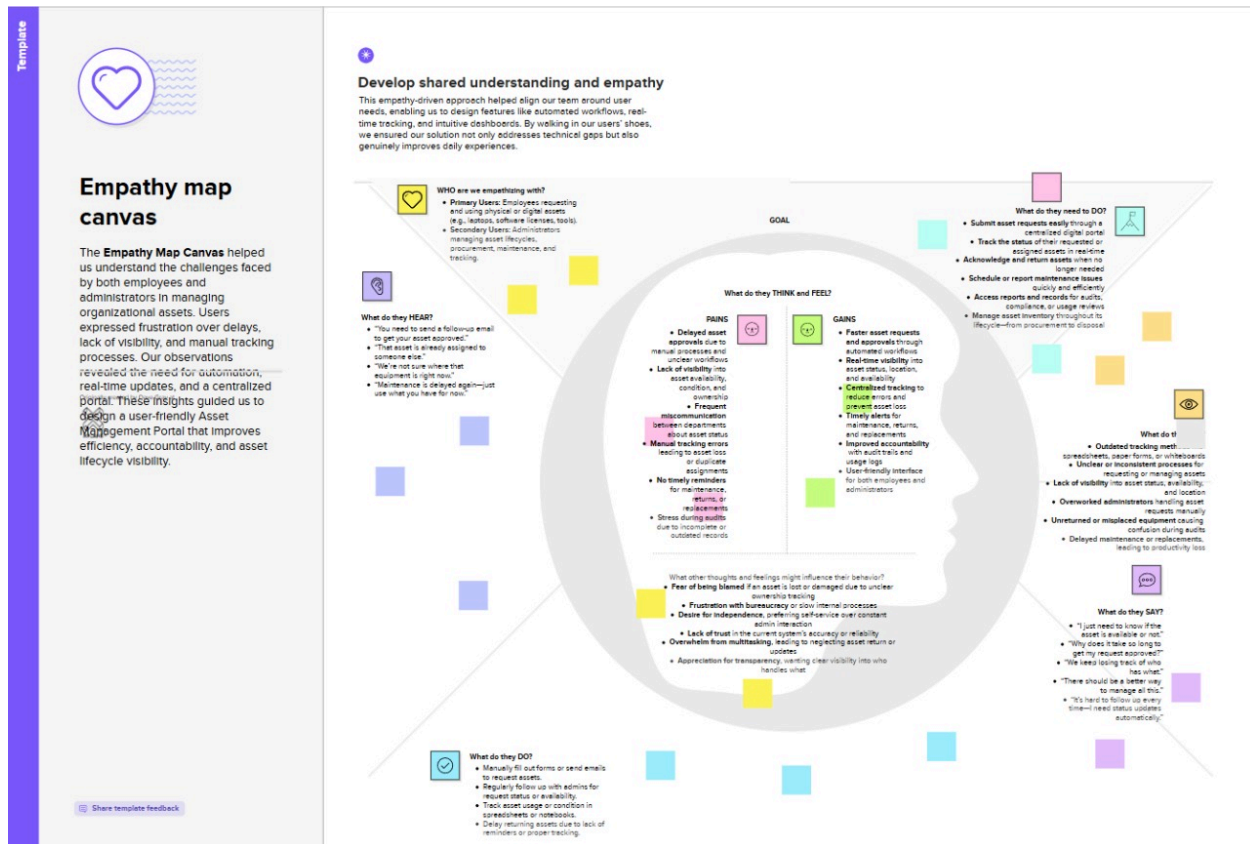 Template
Empathy map
canvas
The Empathy Map Canvas helped
us understand the challenges faced
by both employees and
administrators in managing
organizational assets. Users
expressed frustration over delays,
lack of visibility, and manual tracking
processes. Our observations
revealed the need for automation,
real-time updates, and a centralized
portal. These insights guided us to
design a user-friendly Asset
Management Portal that improves
efficiency, accountability, and asset
lifecycle visibility.
Share template feedback
Develop shared understanding and empathy
This empathy-driven approach helped align our team around user
needs, enabling us to design features like automated workflows, real-
time tracking, and intuitive dashboards. By walking in our users' shoes,
we ensured our solution not only addresses technical gaps but also
genuinely improves daily experiences.
WHO are we empathizing with?
• Primary Users: Employees requesting
and using physical or digital assets
(e.g., laptops, software licenses, tools).
• Secondary Users: Administrators
managing asset lifecycles,
procurement, maintenance, and
tracking.
GOAL
What do they need to DO?
• Submit asset requests easily through a
centralized digital portal
• Track the status of their requested or
assigned assets in real-time
• Acknowledge and return assets when no
longer needed
• Schedule or report maintenance issues
quickly and efficiently
• Access reports and records for audits,
compliance, or usage reviews
• Manage asset inventory throughout its
lifecycle—from procurement to disposal
What do they HEAR?
• "You need to send a follow-up email
to get your asset approved."
• "That asset is already assigned to
someone else."
• "We're not sure where that
equipment is right now."
• "Maintenance is delayed again—just
use what you have for now."
What do they THINK and FEEL?
PAINS
• Delayed asset
approvals due to
manual processes and
unclear workflows
• Lack of visibility into
asset availability,
condition, and
ownership
• Frequent
miscommunication
between departments
about asset status
• Manual tracking errors
leading to asset loss
or duplicate
assignments
• No timely reminders
for maintenance,
returns, or
replacements
• Stress during audits
due to incomplete or
outdated records
GAINS
• Faster asset requests
and approvals through
automated workflows
• Real-time visibility into
asset status, location,
and availability
• Centralized tracking to
reduce errors and
prevent asset loss
• Timely alerts for
maintenance, returns,
and replacements
• Improved accountability
with audit trails and
usage logs
• User-friendly interface
for both employees and
administrators
What do
• Outdated tracking
spreadsheets, paper forms, or whiteboards
• Unclear or inconsistent processes for
requesting or managing assets
• Lack of visibility into asset status, availability,
and location
• Overworked administrators handling asset
requests manually
• Unreturned or misplaced equipment causing
confusion during audits
• Delayed maintenance or replacements,
leading to productivity loss
What other thoughts and feelings might influence their behavior?
• Fear of being blamed if an asset is lost or damaged due to unclear
ownership tracking
• Frustration with bureaucracy or slow internal processes
• Desire for independence, preferring self-service over constant
admin interaction
• Lack of trust in the current system's accuracy or reliability
• Overwhelm from multitasking, leading to neglecting asset return or
updates
• Appreciation for transparency, wanting clear visibility into who
handles what
What do they SAY?
• "I just need to know if the
asset is available or not."
• "Why does it take so long to
get my request approved?"
• "We keep losing track of who
has what."
• "There should be a better way
to manage all this."
• "It's hard to follow up every
time—I need status updates
automatically."
What do they DO?
• Manually fill out forms or send emails
to request assets.
• Regularly follow up with admins for
request status or availability.
• Track asset usage or condition in
spreadsheets or notebooks.
• Delay returning assets due to lack of
reminders or proper tracking.